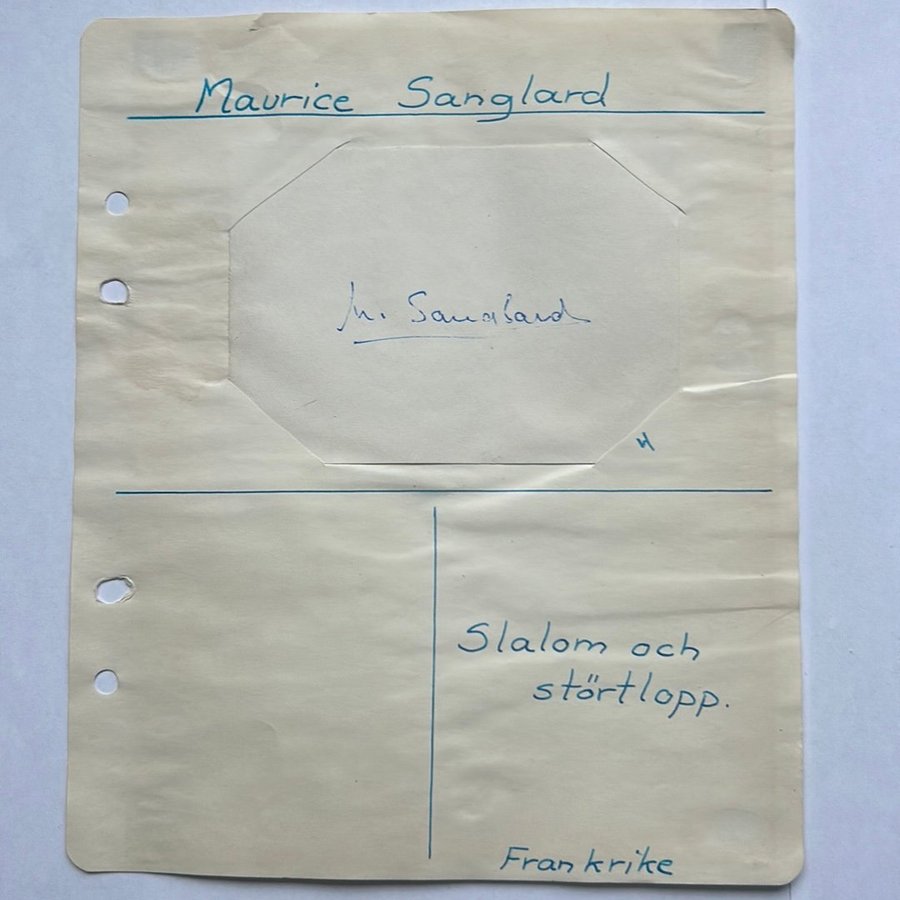 Maurice Sanglard
M. Sanglard
H
Slalom och
störtlopp.
Frankrike